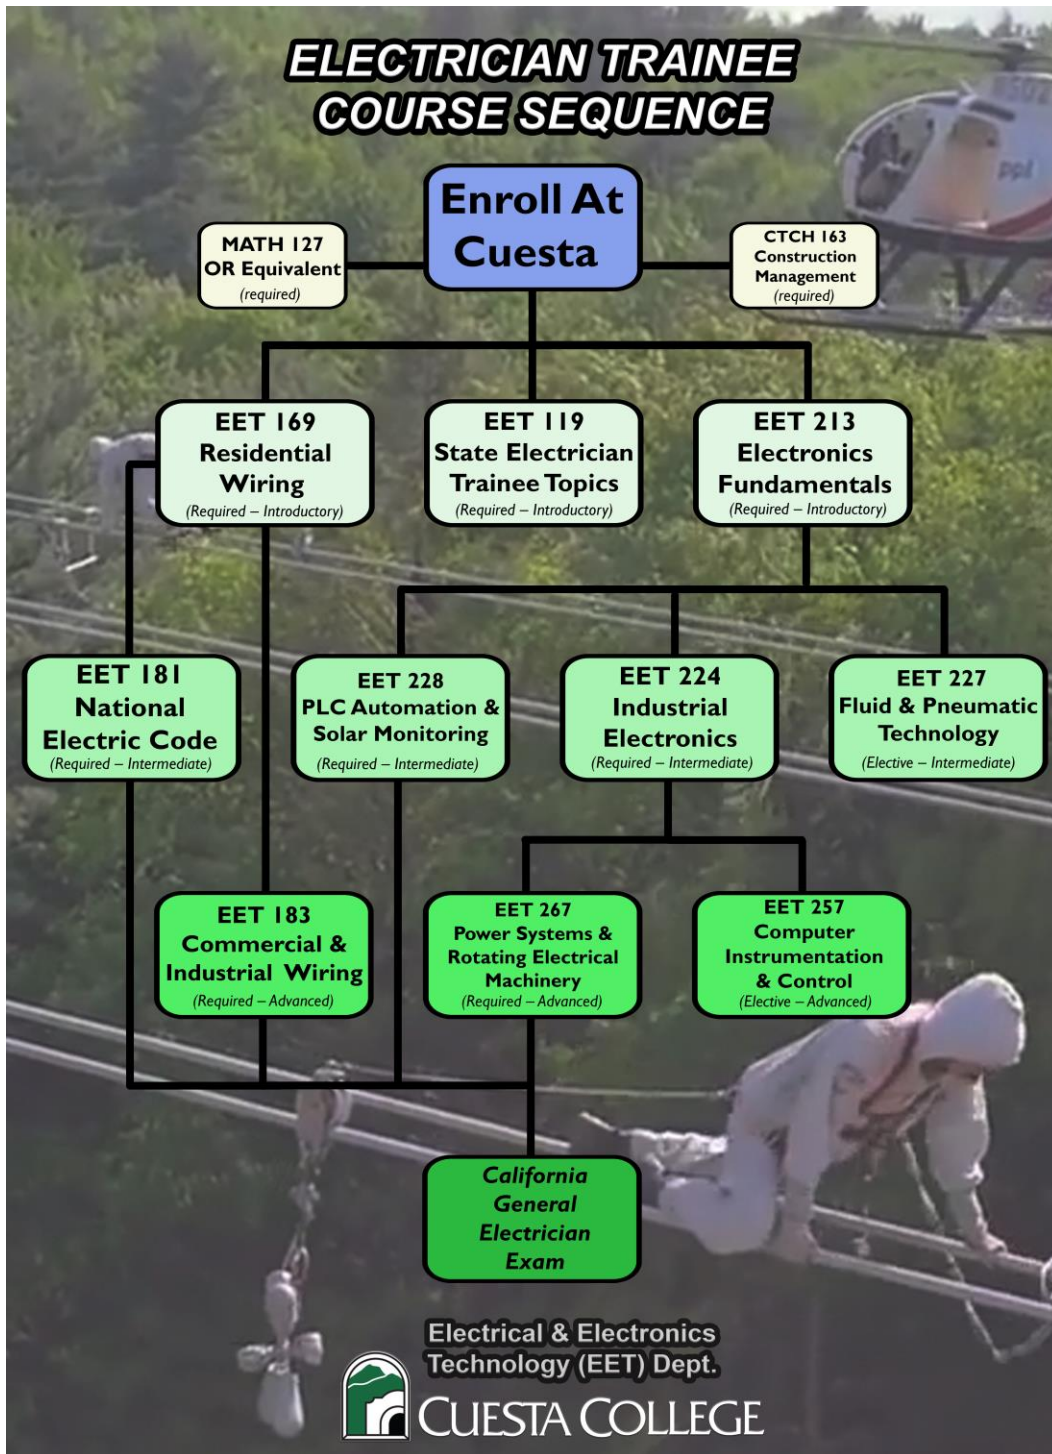 ELECTRICIAN TRAINEE
COURSE SEQUENCE
Enroll At
Cuesta
MATH 127
OR Equivalent
(required)
CTCH 163
Construction
Management
(required)
EET 169
Residential
Wiring
(Required – Introductory)
EET 119
State Electrician
Trainee Topics
(Required – Introductory)
EET 213
Electronics
Fundamentals
(Required – Introductory)
EET 181
National
Electric Code
(Required – Intermediate)
EET 228
PLC Automation &
Solar Monitoring
(Required – Intermediate)
EET 224
Industrial
Electronics
(Required – Intermediate)
EET 227
Fluid & Pneumatic
Technology
(Elective – Intermediate)
EET 183
Commercial &
Industrial Wiring
(Required – Advanced)
EET 267
Power Systems &
Rotating Electrical
Machinery
(Required – Advanced)
EET 257
Computer
Instrumentation
& Control
(Elective – Advanced)
California
General
Electrician
Exam
Electrical & Electronics
Technology (EET) Dept.
CUESTA COLLEGE
ppl